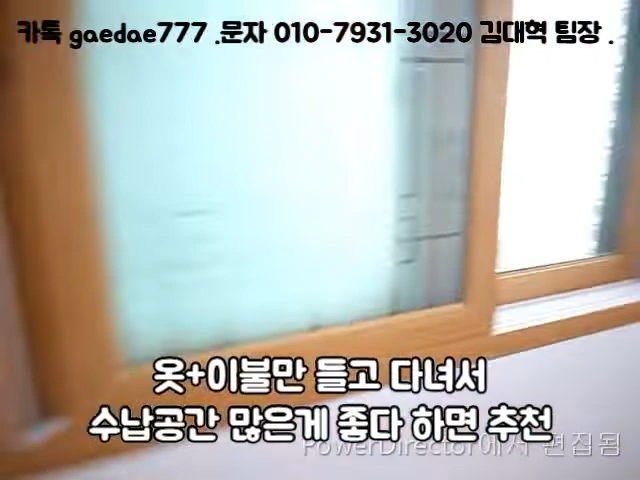 카톡 gaedae777 .문자 010-7931-3020 김대혁 팀장 .
옷+이불만 들고 다녀서
수납공간 많은게 좋다 하면 추천
PowerDirector에서 편집됨